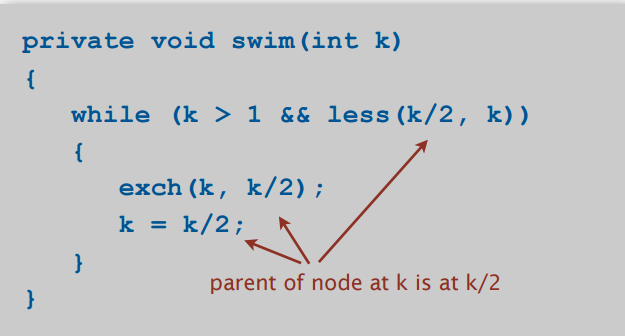 private void swim(int k)
{
while (k > 1 && less(k/2, k))
{
exch(k, k/2);
k = k/2;
}
parent of node at k is at k/2
}